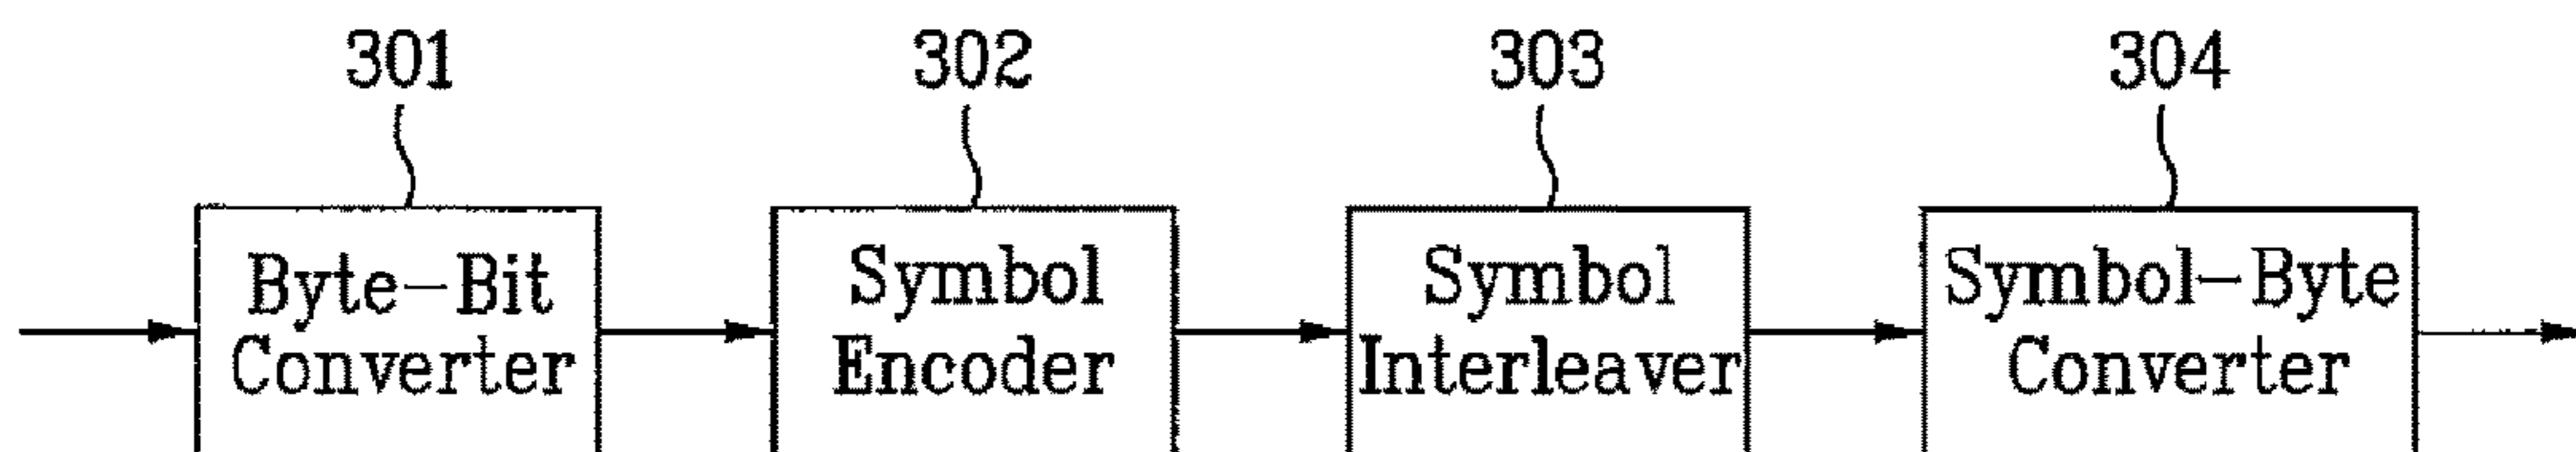 301
302
303
304
Byte-Bit
Converter
Symbol
Encoder
Symbol
Interleaver
Symbol-Byte
Converter